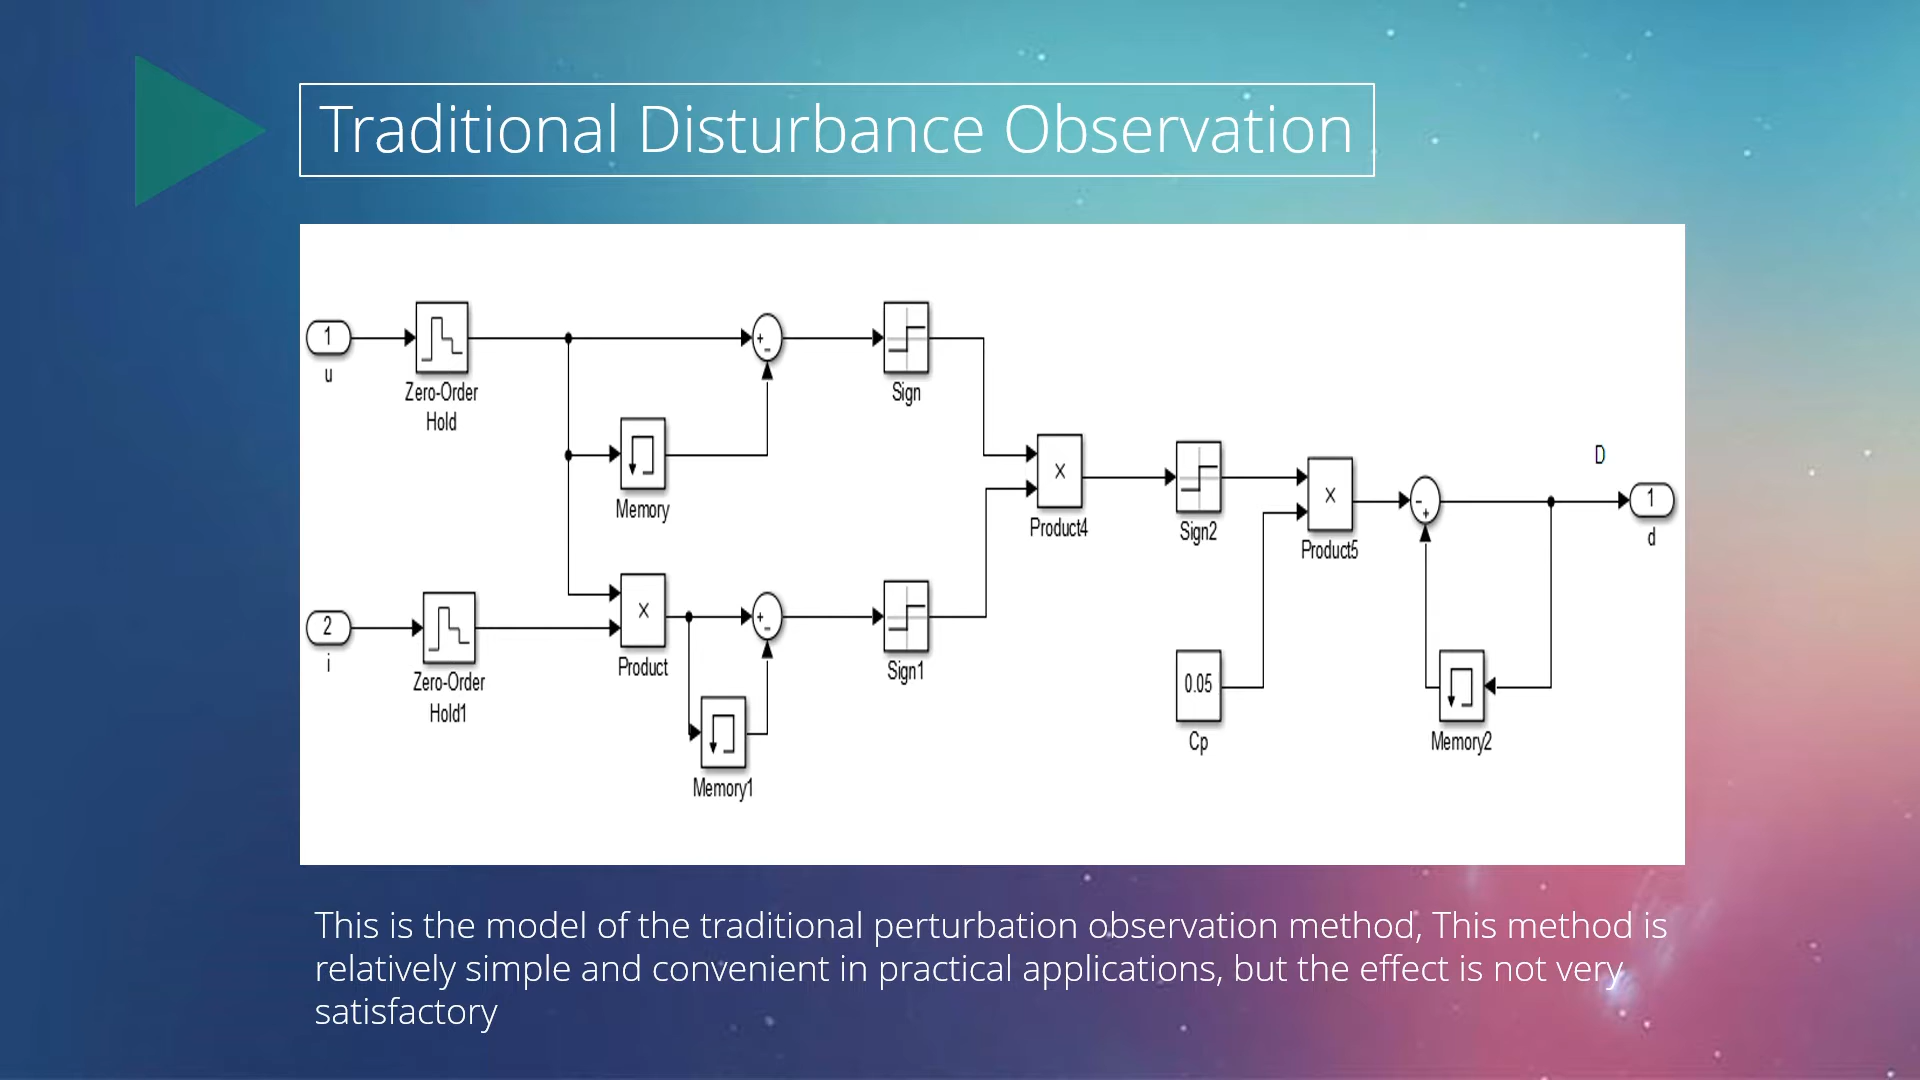 Traditional Disturbance Observation
1
u
Zero-Order
Hold
+
-
Sign
Memory
×
Product4
Sign2
×
Product5
-
+
D
1
d
2
i
Zero-Order
Hold1
×
Product
+
-
Sign1
Memory1
0.05
Cp
Memory2
This is the model of the traditional perturbation observation method, This method is
relatively simple and convenient in practical applications, but the effect is not very
satisfactory